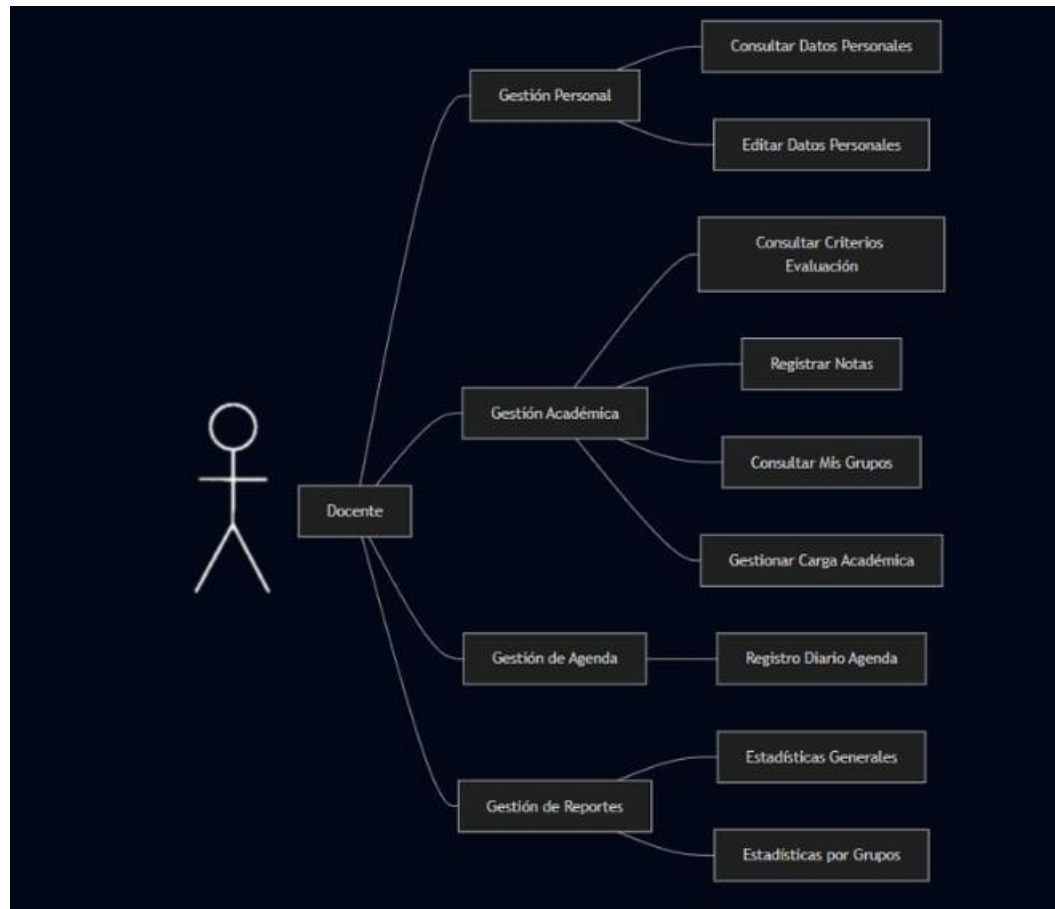 Consultar Datos Personales
Gestión Personal
Editar Datos Personales
Consultar Criterios
Evaluación
Registrar Notas
Gestión Académica
Consultar Mis Grupos
Docente
Gestionar Carga Académica
Gestión de Agenda
Registro Diario Agenda
Estadísticas Generales
Gestión de Reportes
Estadísticas por Grupos